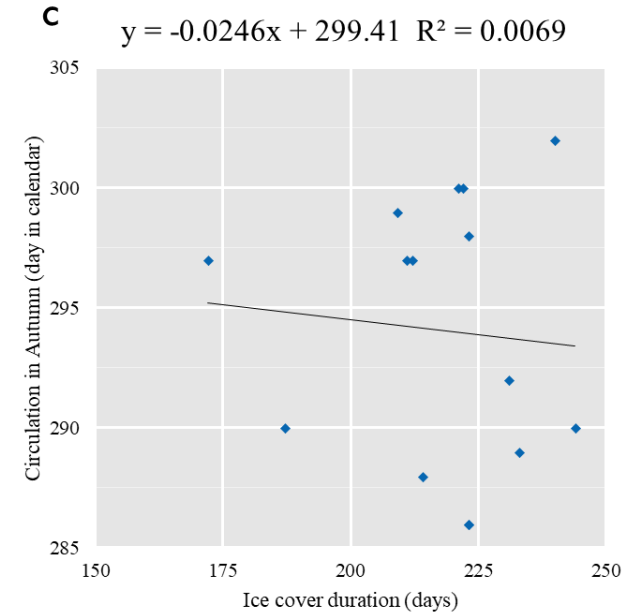 C
y = -0.0246x + 299.41 R² = 0.0069
305
300
295
290
285
Circulation in Autumn (day in calendar)
150 175 200 225 250
Ice cover duration (days)